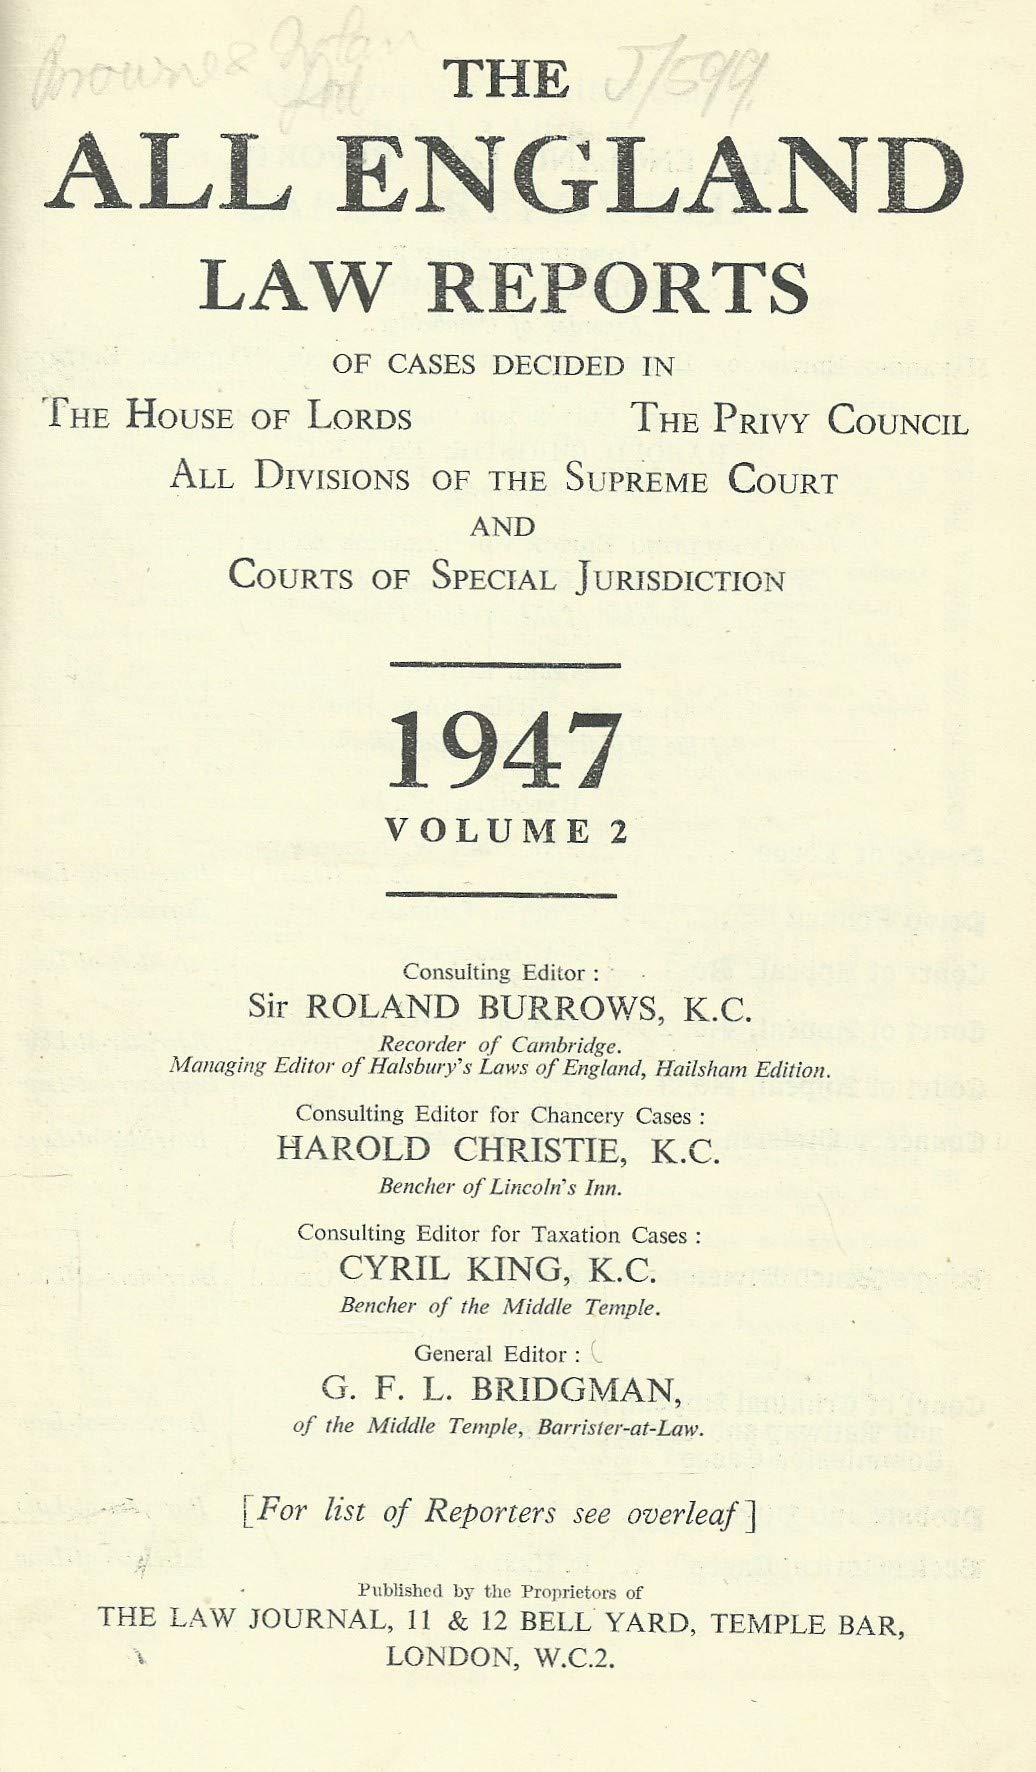 Browne & Nolan
Ltd
J/599.
THE
ALL ENGLAND
LAW REPORTS
OF CASES DECIDED IN
THE HOUSE OF LORDS THE PRIVY COUNCIL
ALL DIVISIONS OF THE SUPREME COURT
AND
COURTS OF SPECIAL JURISDICTION
1947
VOLUME 2
Consulting Editor :
Sir ROLAND BURROWS, K.C.
Recorder of Cambridge.
Managing Editor of Halsbury's Laws of England, Hailsham Edition.
Consulting Editor for Chancery Cases :
HAROLD CHRISTIE, K.C.
Bencher of Lincoln's Inn.
Consulting Editor for Taxation Cases :
CYRIL KING, K.C.
Bencher of the Middle Temple.
General Editor :
G. F. L. BRIDGMAN,
of the Middle Temple, Barrister-at-Law.
[For list of Reporters see overleaf]
Published by the Proprietors of
THE LAW JOURNAL, 11 & 12 BELL YARD, TEMPLE BAR,
LONDON, W.C.2.